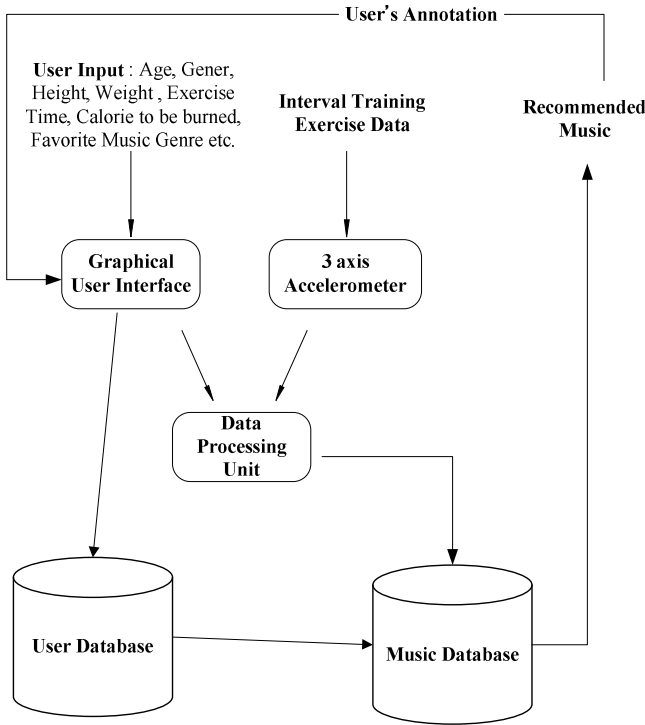 User's Annotation
User Input : Age, Gener,
Height, Weight , Exercise
Time, Calorie to be burned,
Favorite Music Genre etc.
Interval Training
Exercise Data
Recommended
Music
Graphical
User Interface
3 axis
Accelerometer
Data
Processing
Unit
User Database
Music Database